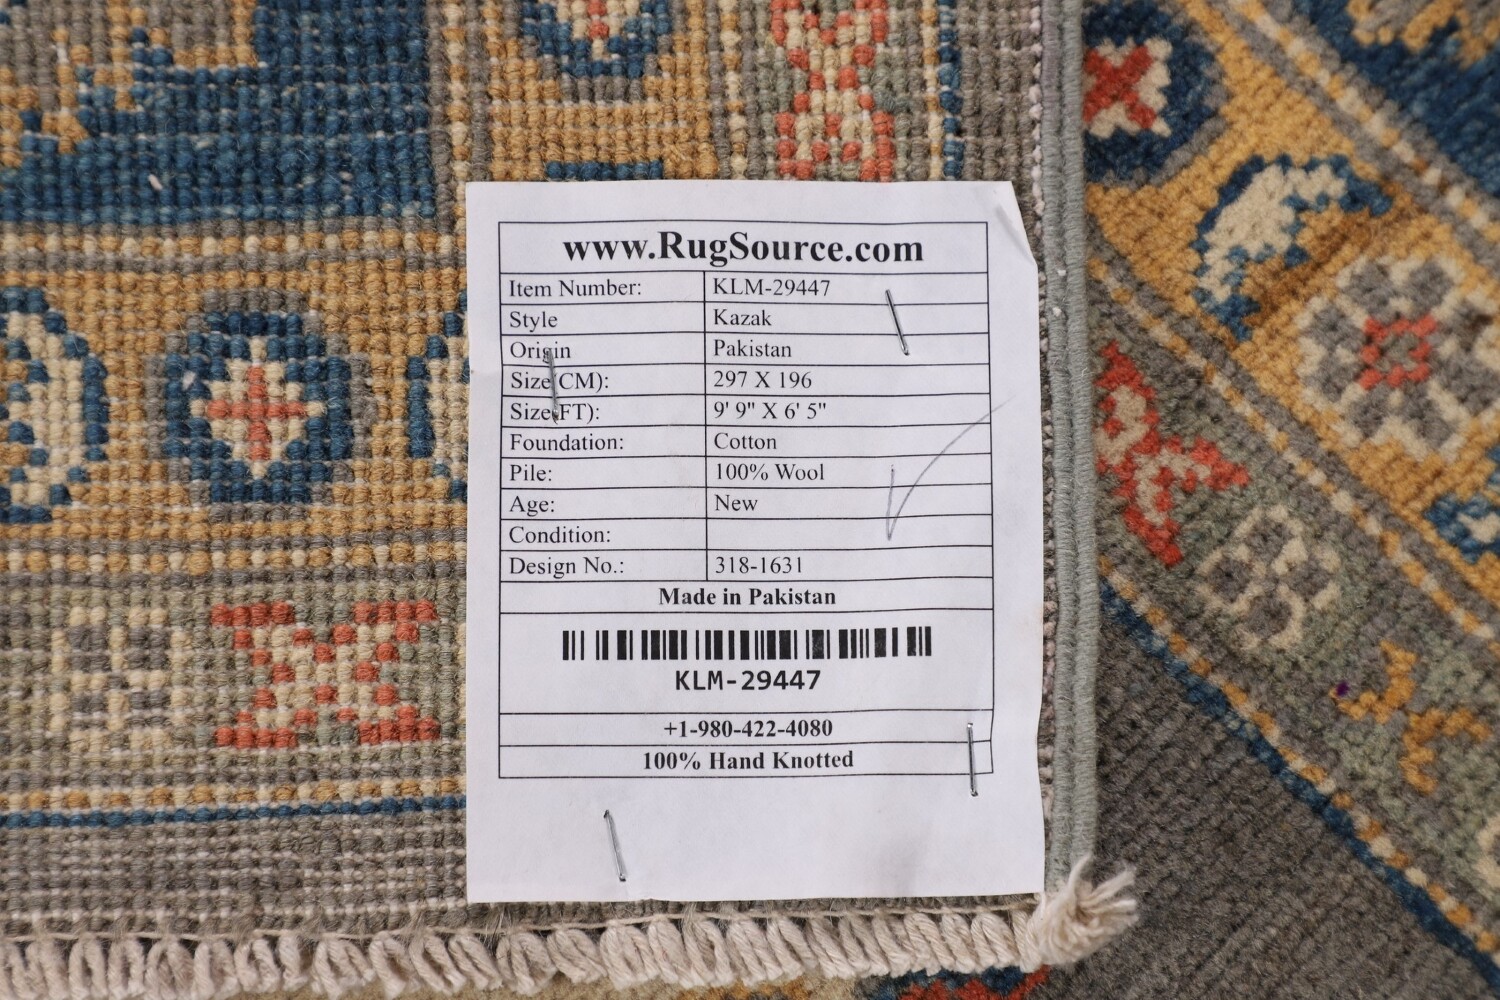 www.RugSource.com
Item Number: KLM-29447
Style Kazak
Origin Pakistan
Size(CM): 297 X 196
Size(FT): 9' 9" X 6' 5"
Foundation: Cotton
Pile: 100% Wool
Age: New
Condition:
Design No.: 318-1631
Made in Pakistan
KLM-29447
+1-980-422-4080
100% Hand Knotted